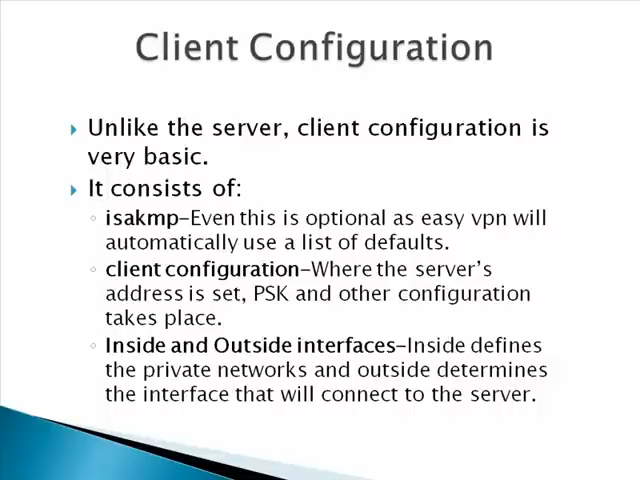 Client Configuration
Unlike the server, client configuration is
very basic.
It consists of:
isakmp-Even this is optional as easy vpn will
automatically use a list of defaults.
client configuration-Where the server's
address is set, PSK and other configuration
takes place.
Inside and Outside interfaces-Inside defines
the private networks and outside determines
the interface that will connect to the server.